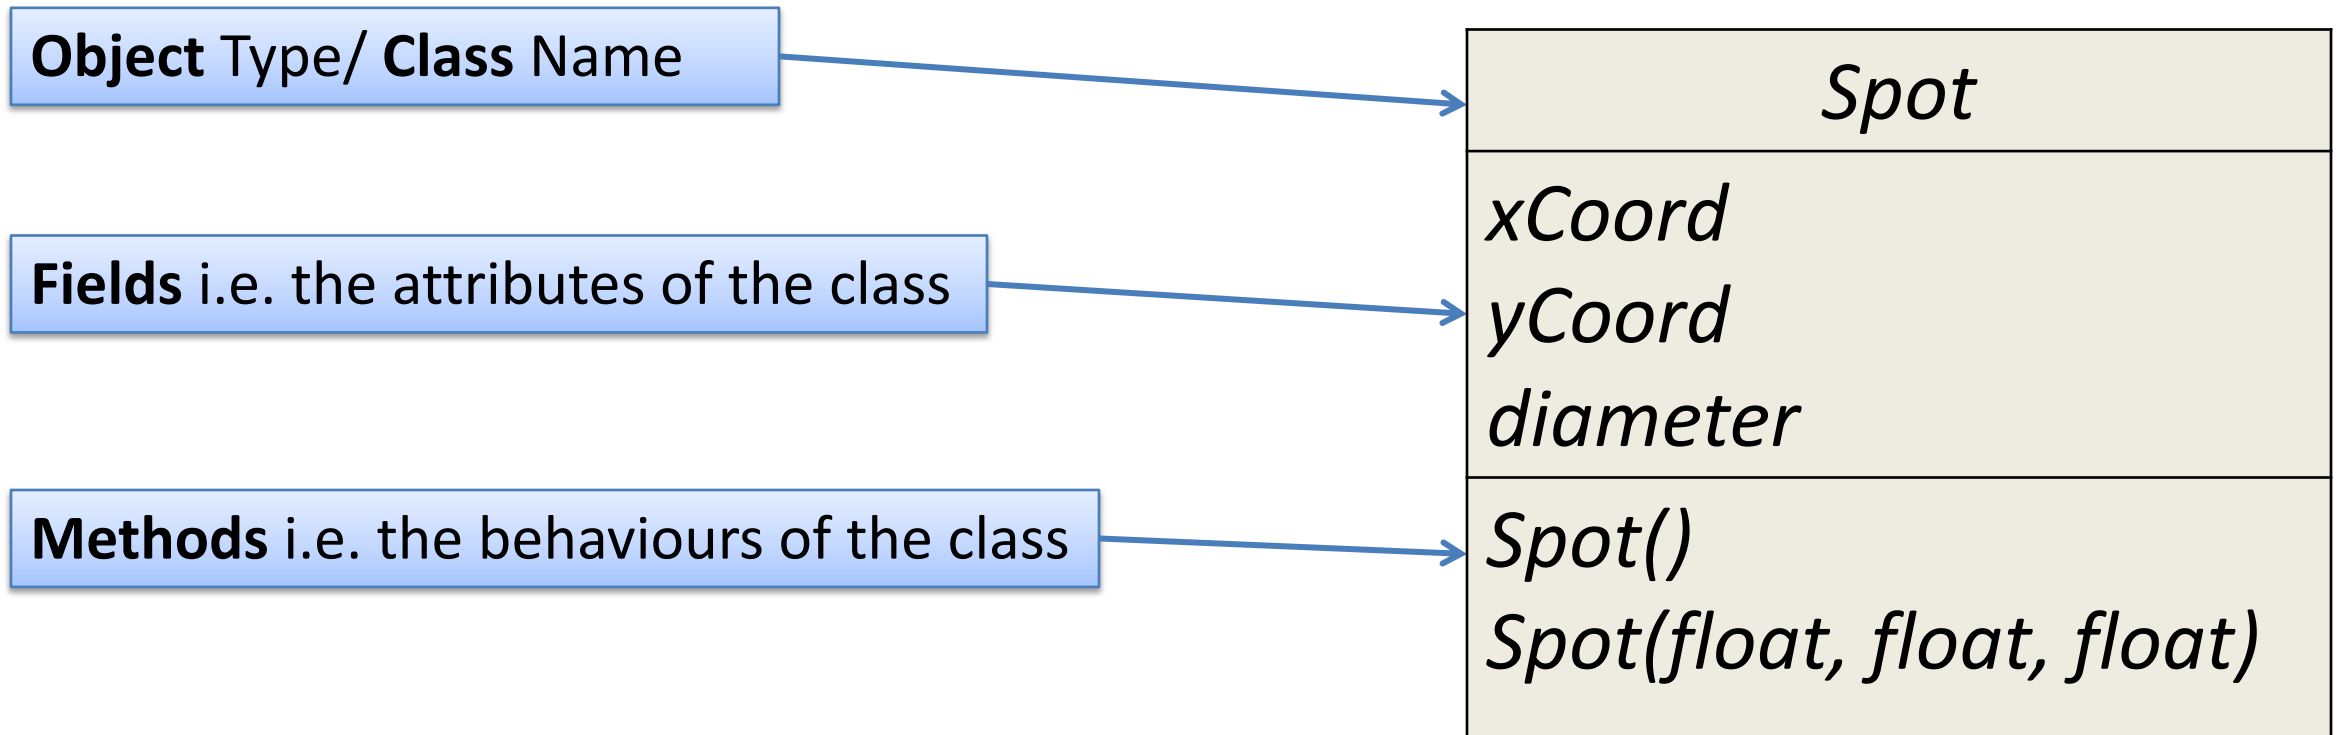 Object Type/ Class Name
Spot
Fields i.e. the attributes of the class
xCoord
yCoord
diameter
Methods i.e. the behaviours of the class
Spot()
Spot(float, float, float)